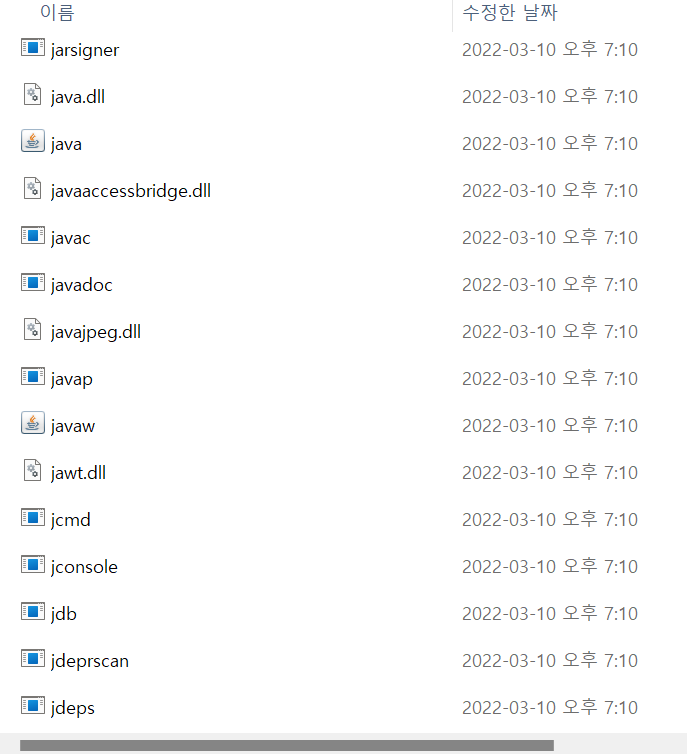 이름 수정한 날짜
jarsigner 2022-03-10 오후 7:10
java.dll 2022-03-10 오후 7:10
java 2022-03-10 오후 7:10
javaaccessbridge.dll 2022-03-10 오후 7:10
javac 2022-03-10 오후 7:10
javadoc 2022-03-10 오후 7:10
javajpeg.dll 2022-03-10 오후 7:10
javap 2022-03-10 오후 7:10
javaw 2022-03-10 오후 7:10
jawt.dll 2022-03-10 오후 7:10
jcmd 2022-03-10 오후 7:10
jconsole 2022-03-10 오후 7:10
jdb 2022-03-10 오후 7:10
jdeprscan 2022-03-10 오후 7:10
jdeps 2022-03-10 오후 7:10